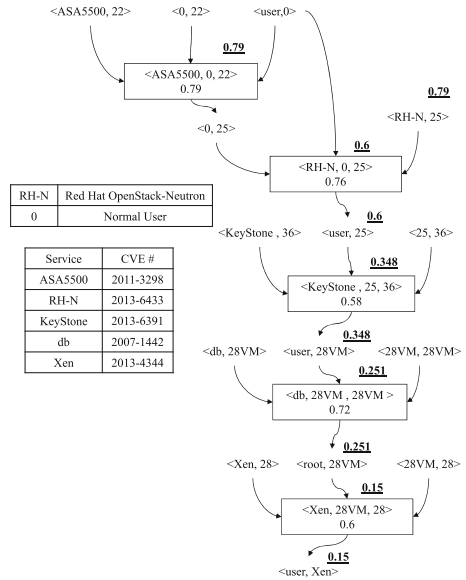 <ASA5500, 22> <0, 22> <user,0>
0.79
<ASA5500, 0, 22>
0.79
0.79
<0, 25> <RH-N, 25>
0.6
<RH-N, 0, 25>
0.76
RH-N Red Hat OpenStack-Neutron
0 Normal User
0.6
<KeyStone , 36> <user, 25> <25, 36>
0.348
<KeyStone , 25, 36>
0.58
Service CVE #
ASA5500 2011-3298
RH-N 2013-6433
KeyStone 2013-6391
db 2007-1442
Xen 2013-4344
0.348
<db, 28VM> <user, 28VM> <28VM, 28VM>
0.251
<db, 28VM , 28VM >
0.72
0.251
<Xen, 28> <root, 28VM> <28VM, 28>
0.15
<Xen, 28VM, 28>
0.6
0.15
<user, Xen>